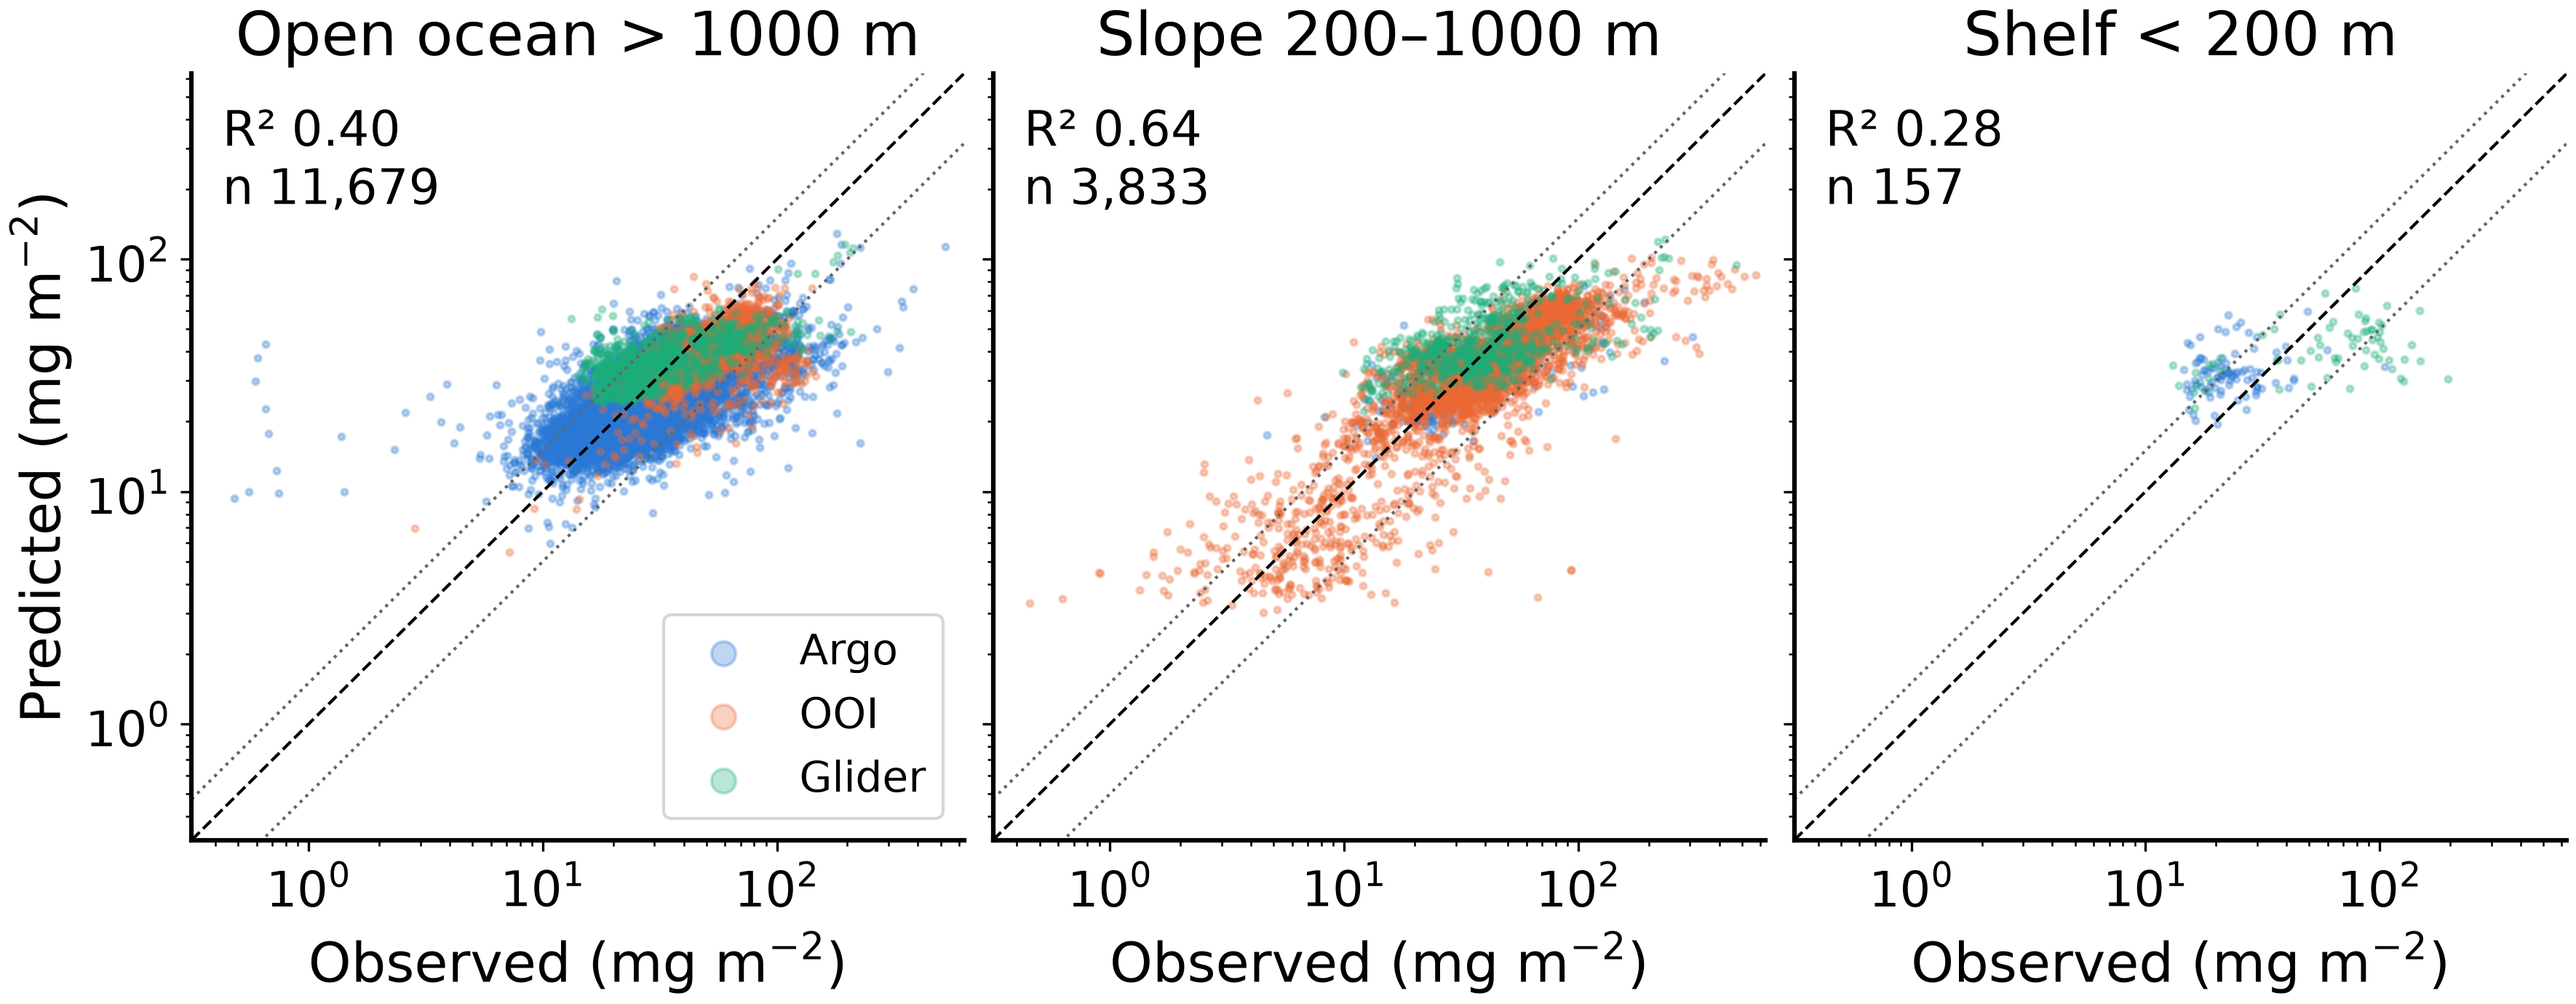 Open ocean > 1000 m
Slope 200–1000 m
Shelf < 200 m
R² 0.40
n 11,679
R² 0.64
n 3,833
R² 0.28
n 157
Predicted (mg m⁻²)
10²
10¹
10⁰
Argo
OOI
Glider
10⁰ 10¹ 10²
10⁰ 10¹ 10²
10⁰ 10¹ 10²
Observed (mg m⁻²)
Observed (mg m⁻²)
Observed (mg m⁻²)